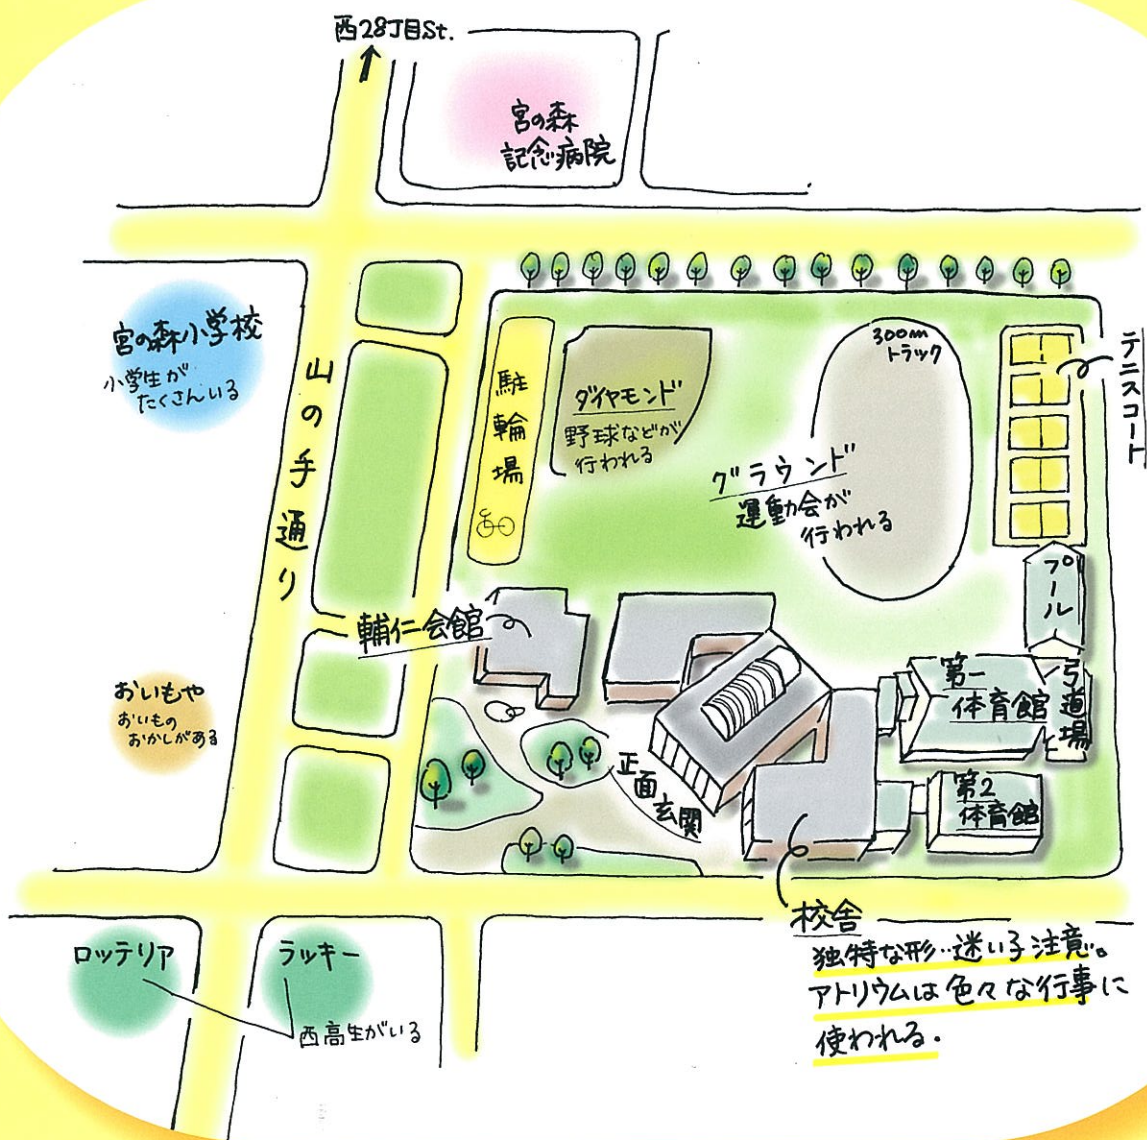 西28丁目St.
宮の森
記念病院
宮の森小学校
小学生が
たくさんいる
山の手通り
駐輪場
ダイヤモンド
野球などが
行われる
300m
トラック
グラウンド
運動会が
行われる
テニスコート
プール
輔仁会館
第一
体育館
弓道場
おいもや
おいもの
おかしがある
正面玄関
第2
体育館
校舎
独特な形…迷い子注意。
アトリウムは色々な行事に
使われる.
ロッテリア
ラッキー
西高生がいる